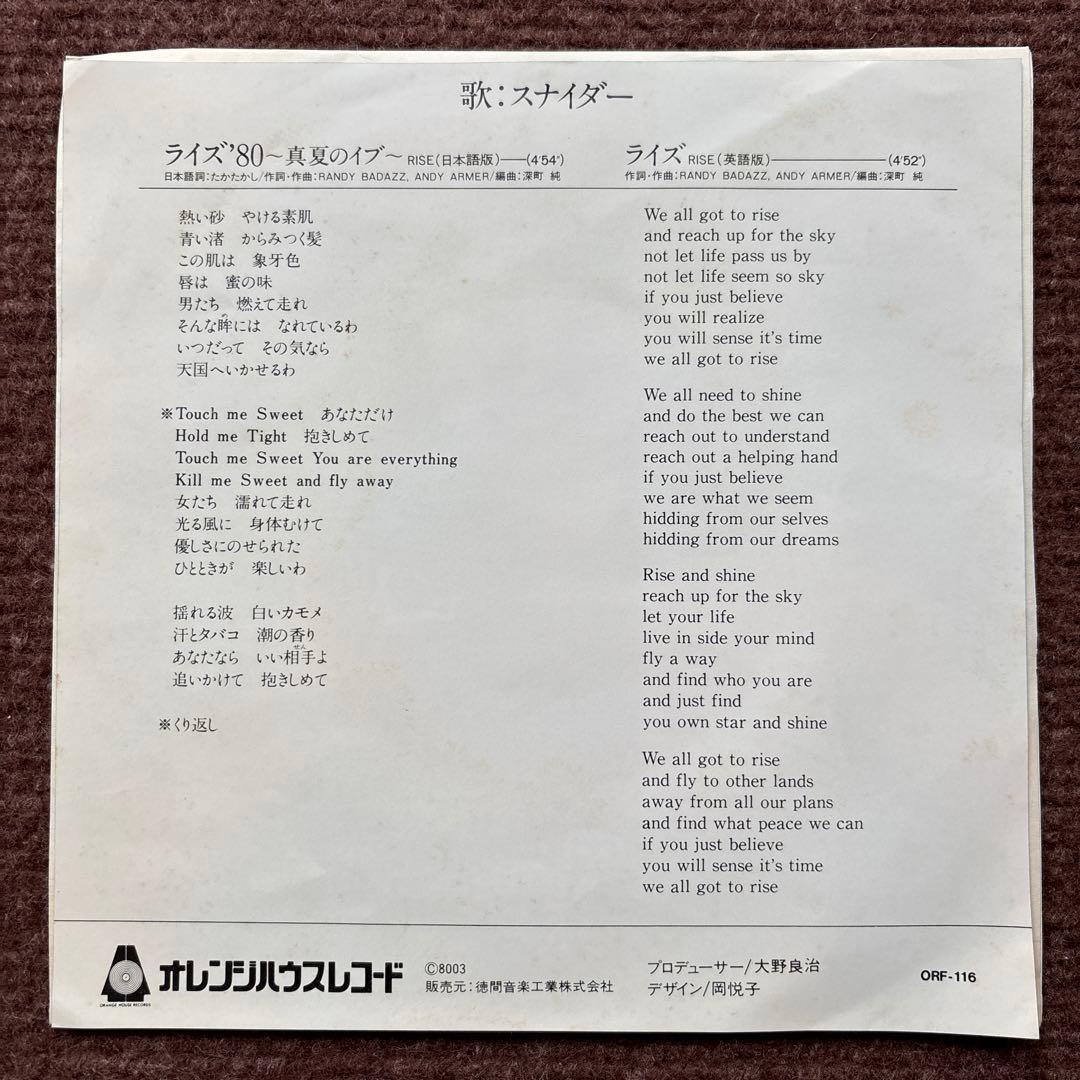 歌：スナイダー
ライズ'80～真夏のイブ～ RISE（日本語版）——（4'54"）
日本語詞：たかたかし/作詞・作曲：RANDY BADAZZ, ANDY ARMER/編曲：深町 純
熱い砂　やける素肌
青い渚　からみつく髪
この肌は　象牙色
唇は　蜜の味
男たち　燃えて走れ
そんな眸には　なれているわ
いつだって　その気なら
天国へいかせるわ
※Touch me Sweet　あなただけ
Hold me Tight　抱きしめて
Touch me Sweet You are everything
Kill me Sweet and fly away
女たち　濡れて走れ
光る風に　身体むけて
優しさにのせられた
ひとときが　楽しいわ
揺れる波　白いカモメ
汗とタバコ　潮の香り
あなたなら　いい相手よ
追いかけて　抱きしめて
※くり返し
ライズ RISE（英語版）————（4'52"）
作詞・作曲：RANDY BADAZZ, ANDY ARMER/編曲：深町 純
We all got to rise
and reach up for the sky
not let life pass us by
not let life seem so sky
if you just believe
you will realize
you will sense it's time
we all got to rise
We all need to shine
and do the best we can
reach out to understand
reach out a helping hand
if you just believe
we are what we seem
hidding from our selves
hidding from our dreams
Rise and shine
reach up for the sky
let your life
live in side your mind
fly a way
and find who you are
and just find
you own star and shine
We all got to rise
and fly to other lands
away from all our plans
and find what peace we can
if you just believe
you will sense it's time
we all got to rise
ORANGE HOUSE RECORDS
オレンジハウスレコード
Ⓒ8003
販売元：徳間音楽工業株式会社
プロデューサー/大野良治
デザイン/岡悦子
ORF-116